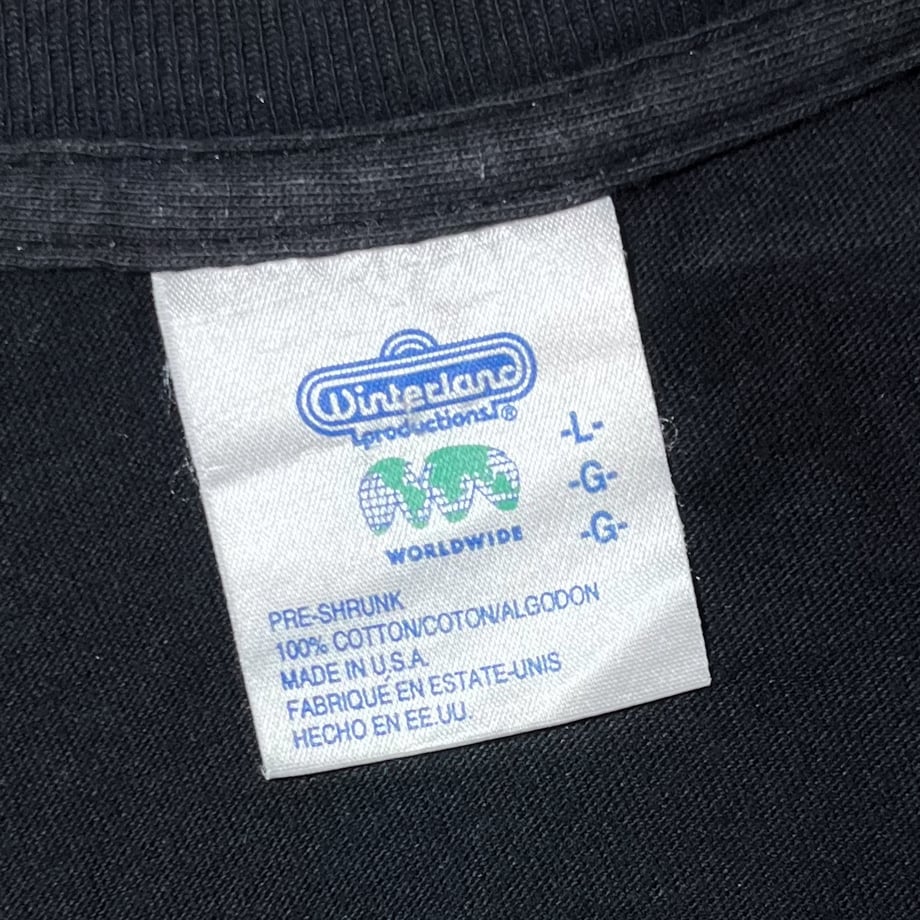 Winterland
productions!®
WORLDWIDE
-L-
-G-
-G-
PRE-SHRUNK
100% COTTON/COTON/ALGODON
MADE IN U.S.A.
FABRIQUÉ EN ESTATE-UNIS
HECHO EN EE.UU.